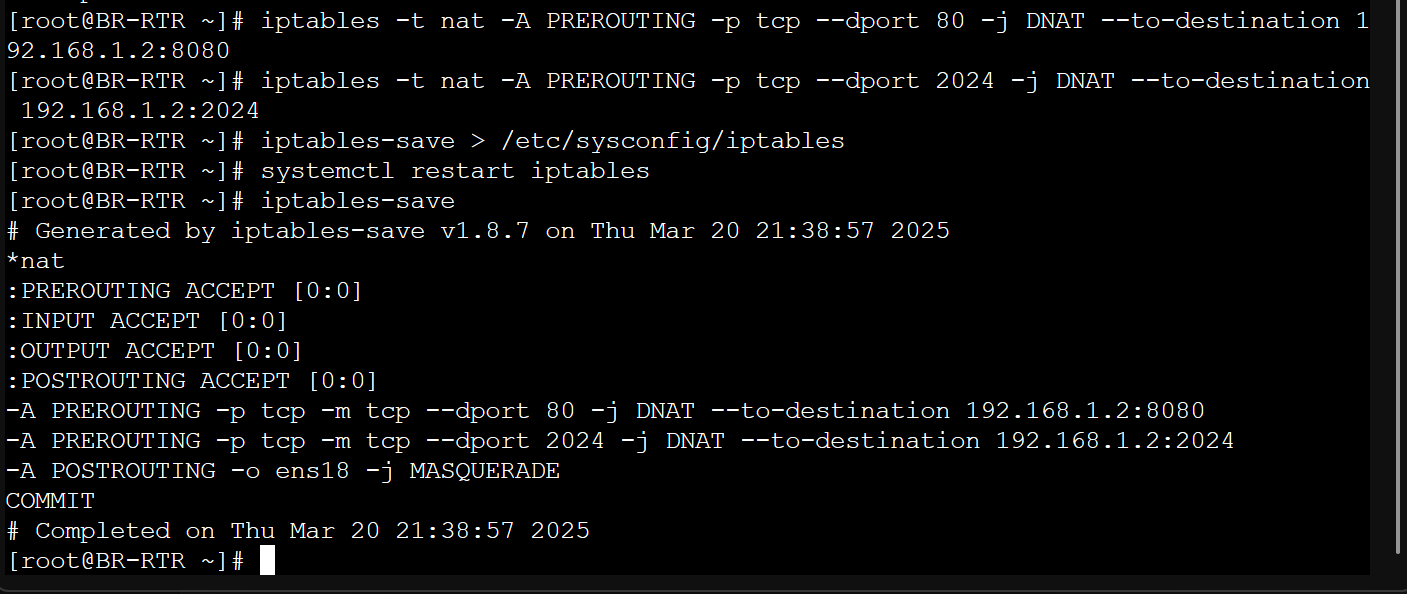 [root@BR-RTR ~]# iptables -t nat -A PREROUTING -p tcp --dport 80 -j DNAT --to-destination 1
92.168.1.2:8080
[root@BR-RTR ~]# iptables -t nat -A PREROUTING -p tcp --dport 2024 -j DNAT --to-destination
 192.168.1.2:2024
[root@BR-RTR ~]# iptables-save > /etc/sysconfig/iptables
[root@BR-RTR ~]# systemctl restart iptables
[root@BR-RTR ~]# iptables-save
# Generated by iptables-save v1.8.7 on Thu Mar 20 21:38:57 2025
*nat
:PREROUTING ACCEPT [0:0]
:INPUT ACCEPT [0:0]
:OUTPUT ACCEPT [0:0]
:POSTROUTING ACCEPT [0:0]
-A PREROUTING -p tcp -m tcp --dport 80 -j DNAT --to-destination 192.168.1.2:8080
-A PREROUTING -p tcp -m tcp --dport 2024 -j DNAT --to-destination 192.168.1.2:2024
-A POSTROUTING -o ens18 -j MASQUERADE
COMMIT
# Completed on Thu Mar 20 21:38:57 2025
[root@BR-RTR ~]#